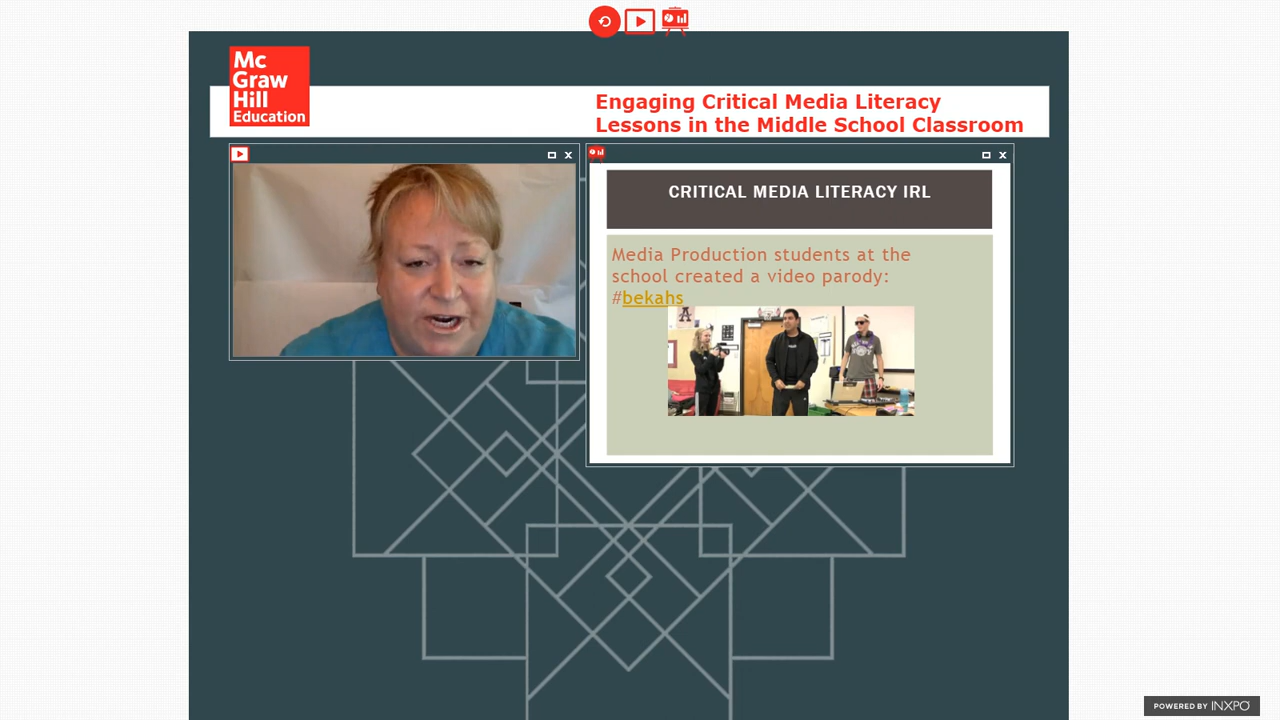 Mc
Graw
Hill
Education
Engaging Critical Media Literacy
Lessons in the Middle School Classroom
CRITICAL MEDIA LITERACY IRL
Media Production students at the
school created a video parody:
#bekahs
POWERED BY INXPO